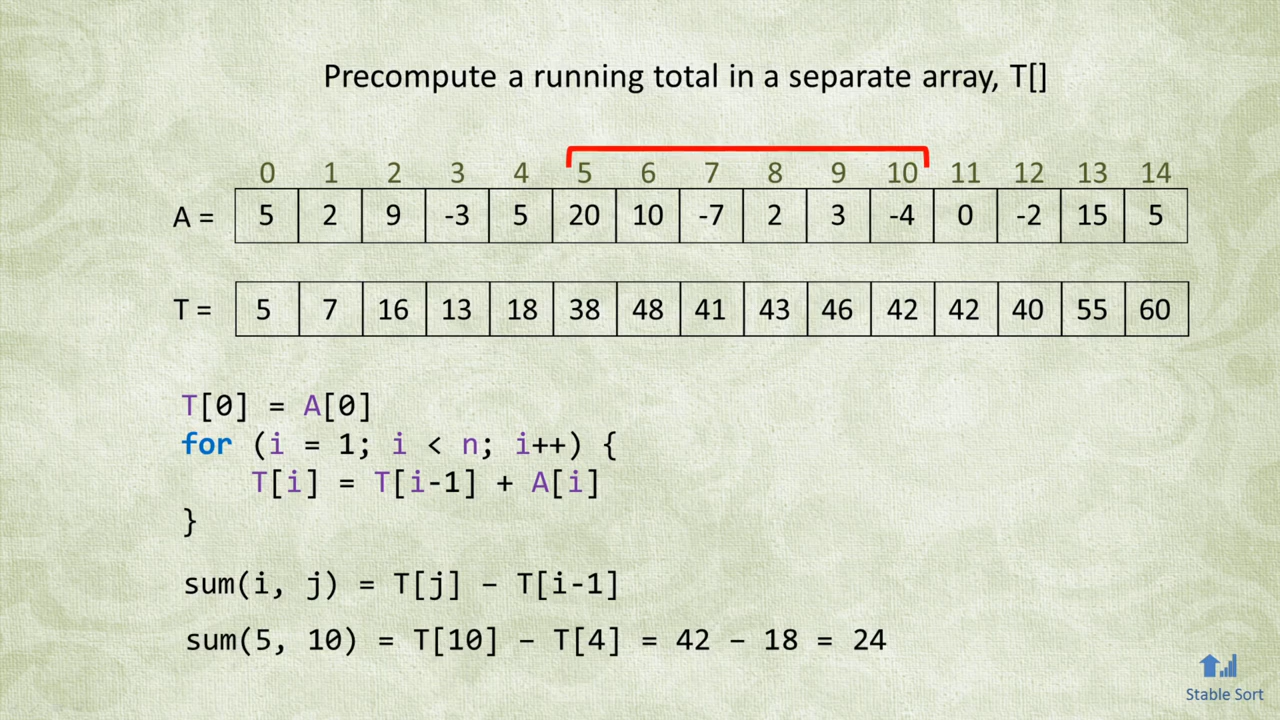 Precompute a running total in a separate array, T[]
0 1 2 3 4 5 6 7 8 9 10 11 12 13 14
A = 5 2 9 -3 5 20 10 -7 2 3 -4 0 -2 15 5
T = 5 7 16 13 18 38 48 41 43 46 42 42 40 55 60
T[0] = A[0]
for (i = 1; i < n; i++) {
T[i] = T[i-1] + A[i]
}
sum(i, j) = T[j] – T[i-1]
sum(5, 10) = T[10] – T[4] = 42 – 18 = 24
Stable Sort